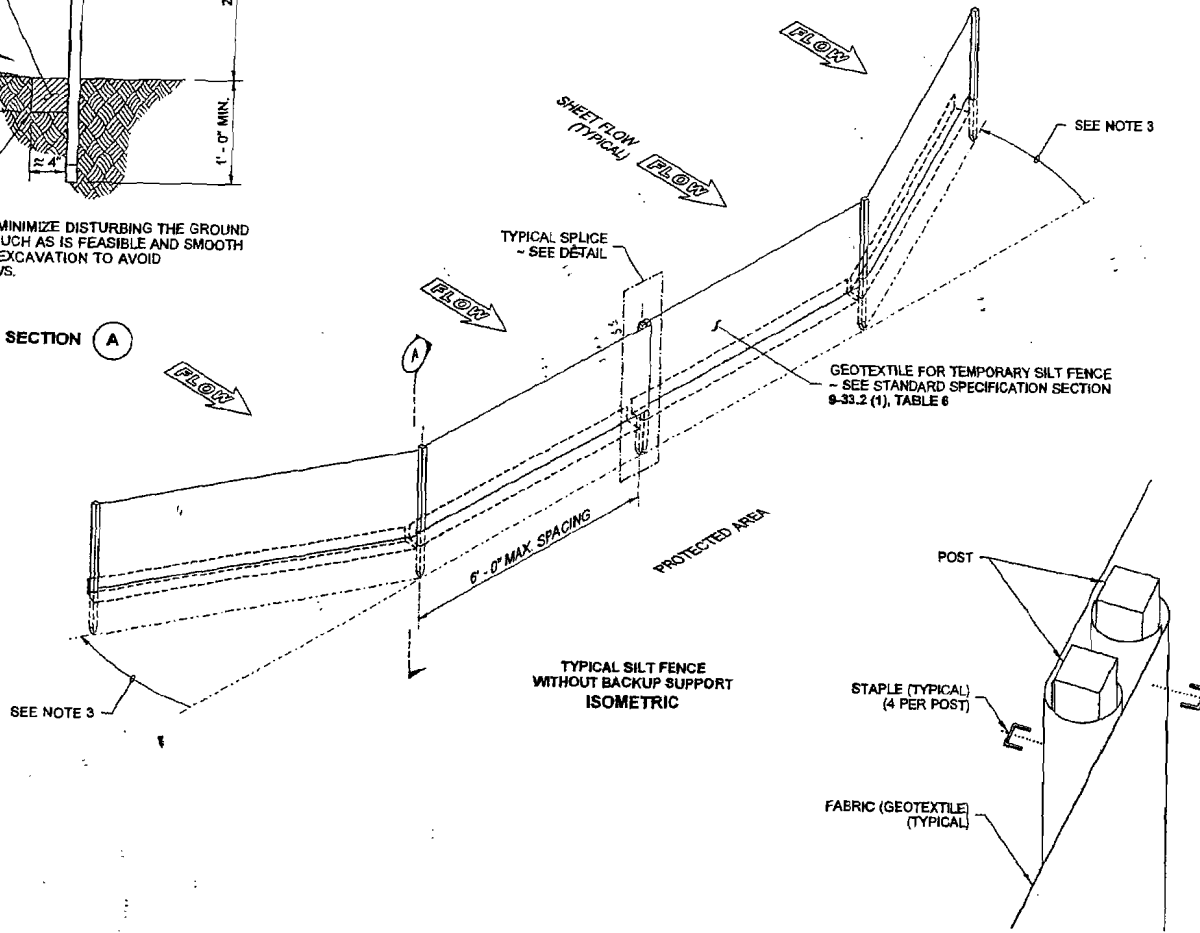 2
1' - 0" MIN.
≈ 4"
MINIMIZE DISTURBING THE GROUND
UCH AS IS FEASIBLE AND SMOOTH
EXCAVATION TO AVOID
WS.
SECTION A
FLOW
FLOW
A
SHEET FLOW
(TYPICAL)
FLOW
FLOW
TYPICAL SPLICE
~ SEE DETAIL
SEE NOTE 3
GEOTEXTILE FOR TEMPORARY SILT FENCE
~ SEE STANDARD SPECIFICATION SECTION
9-33.2 (1), TABLE 6
6' - 0" MAX. SPACING
PROTECTED AREA
SEE NOTE 3
TYPICAL SILT FENCE
WITHOUT BACKUP SUPPORT
ISOMETRIC
POST
STAPLE (TYPICAL)
(4 PER POST)
FABRIC (GEOTEXTILE)
(TYPICAL)